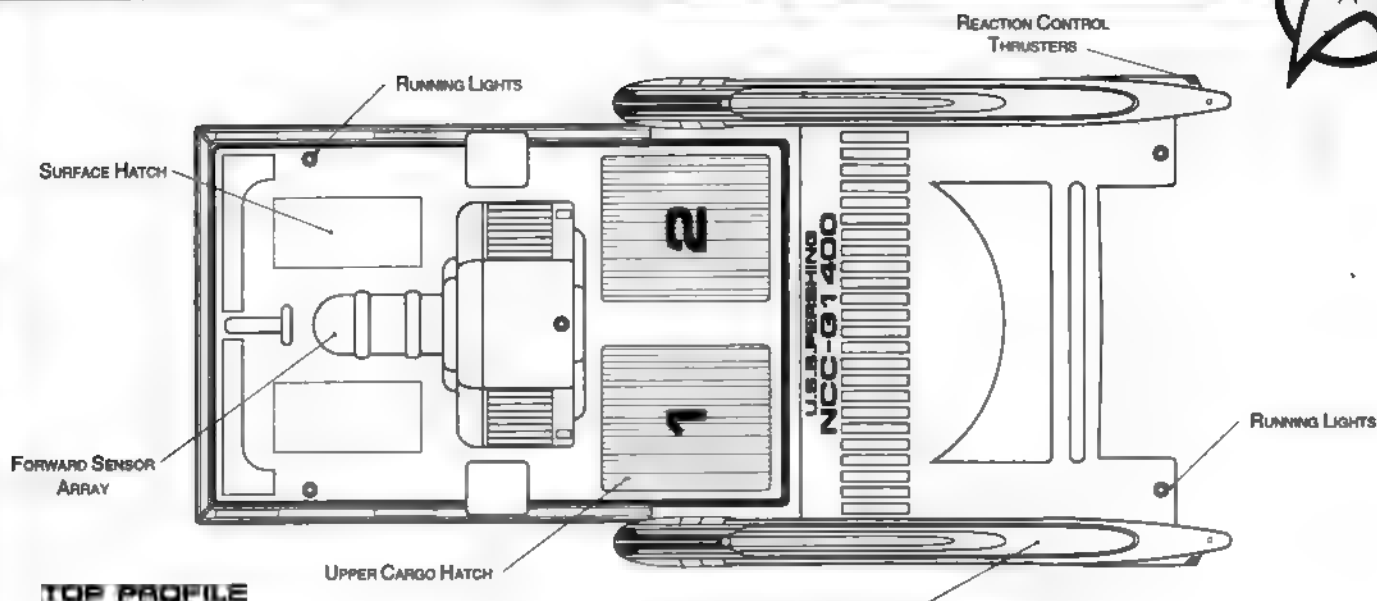 REACTION CONTROL
THRUSTERS
RUNNING LIGHTS
SURFACE HATCH
2
U.S.S. PERSHING
NCC-G1400
1
RUNNING LIGHTS
FORWARD SENSOR
ARRAY
UPPER CARGO HATCH
TOP PROFILE